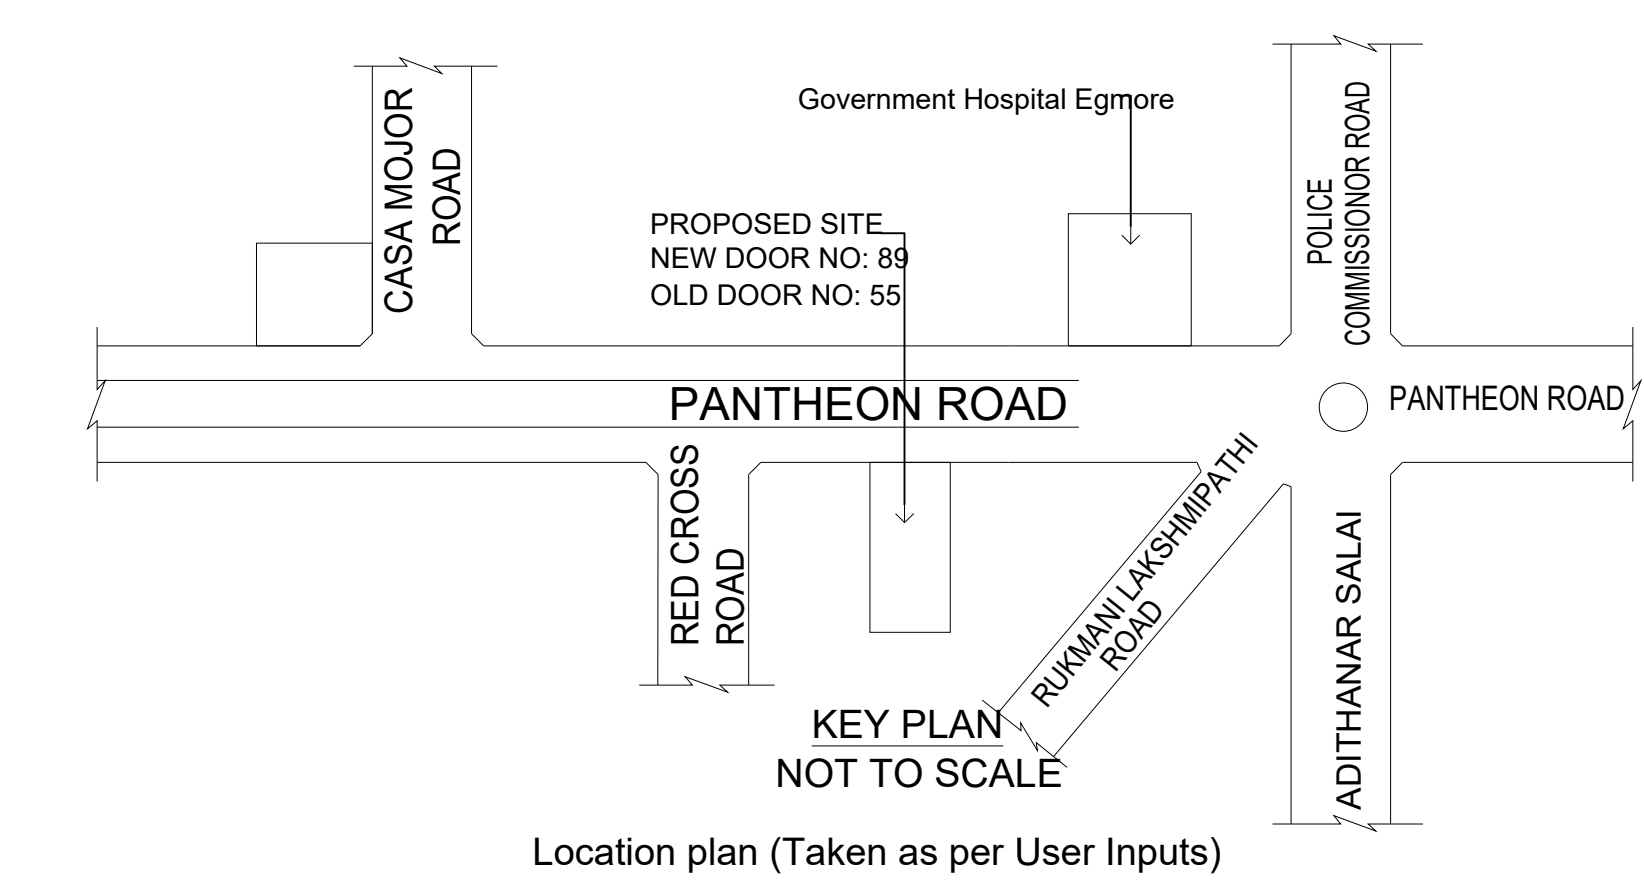 Government Hospital Egmore
CASA MOJOR
ROAD
POLICE
COMMISSIONOR ROAD
PROPOSED SITE
NEW DOOR NO: 89
OLD DOOR NO: 55
PANTHEON ROAD
PANTHEON ROAD
RED CROSS
ROAD
RUKMANI LAKSHMIPATHI
ROAD
ADITHANAR SALAI
KEY PLAN
NOT TO SCALE
Location plan (Taken as per User Inputs)